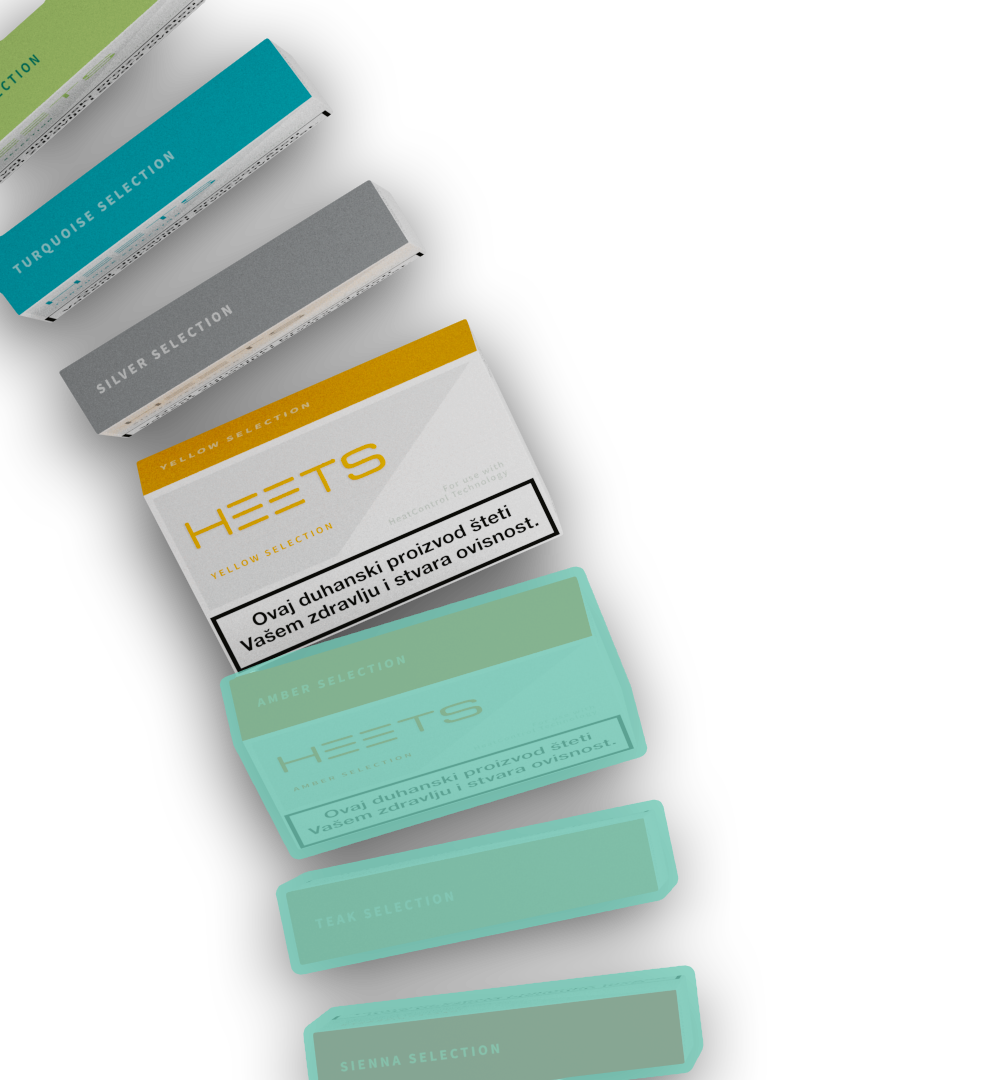 CTION
TURQUOISE SELECTION
SILVER SELECTION
YELLOW SELECTION
HEETS
YELLOW SELECTION
For use with
HeatControl Technology
Ovaj duhanski proizvod šteti
Vašem zdravlju i stvara ovisnost.
AMBER SELECTION
HEETS
AMBER SELECTION
Ovaj duhanski proizvod šteti
Vašem zdravlju i stvara ovisnost.
TEAK SELECTION
SIENNA SELECTION